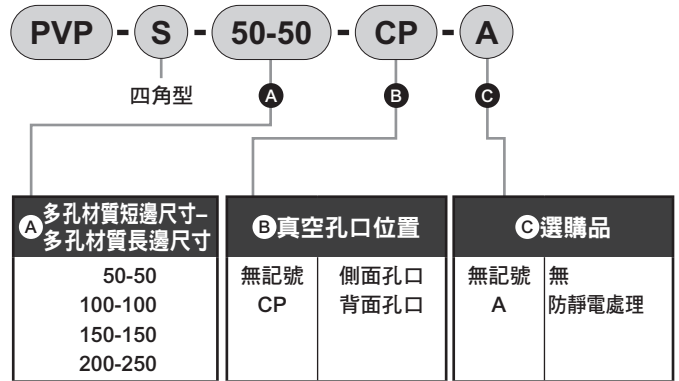 PVP - S - 50-50 - CP - A
四角型 A B C
A 多孔材質短邊尺寸–
多孔材質長邊尺寸
B真空孔口位置
C選購品
50-50 無記號 側面孔口 無記號 無
100-100 CP 背面孔口 A 防靜電處理
150-150
200-250